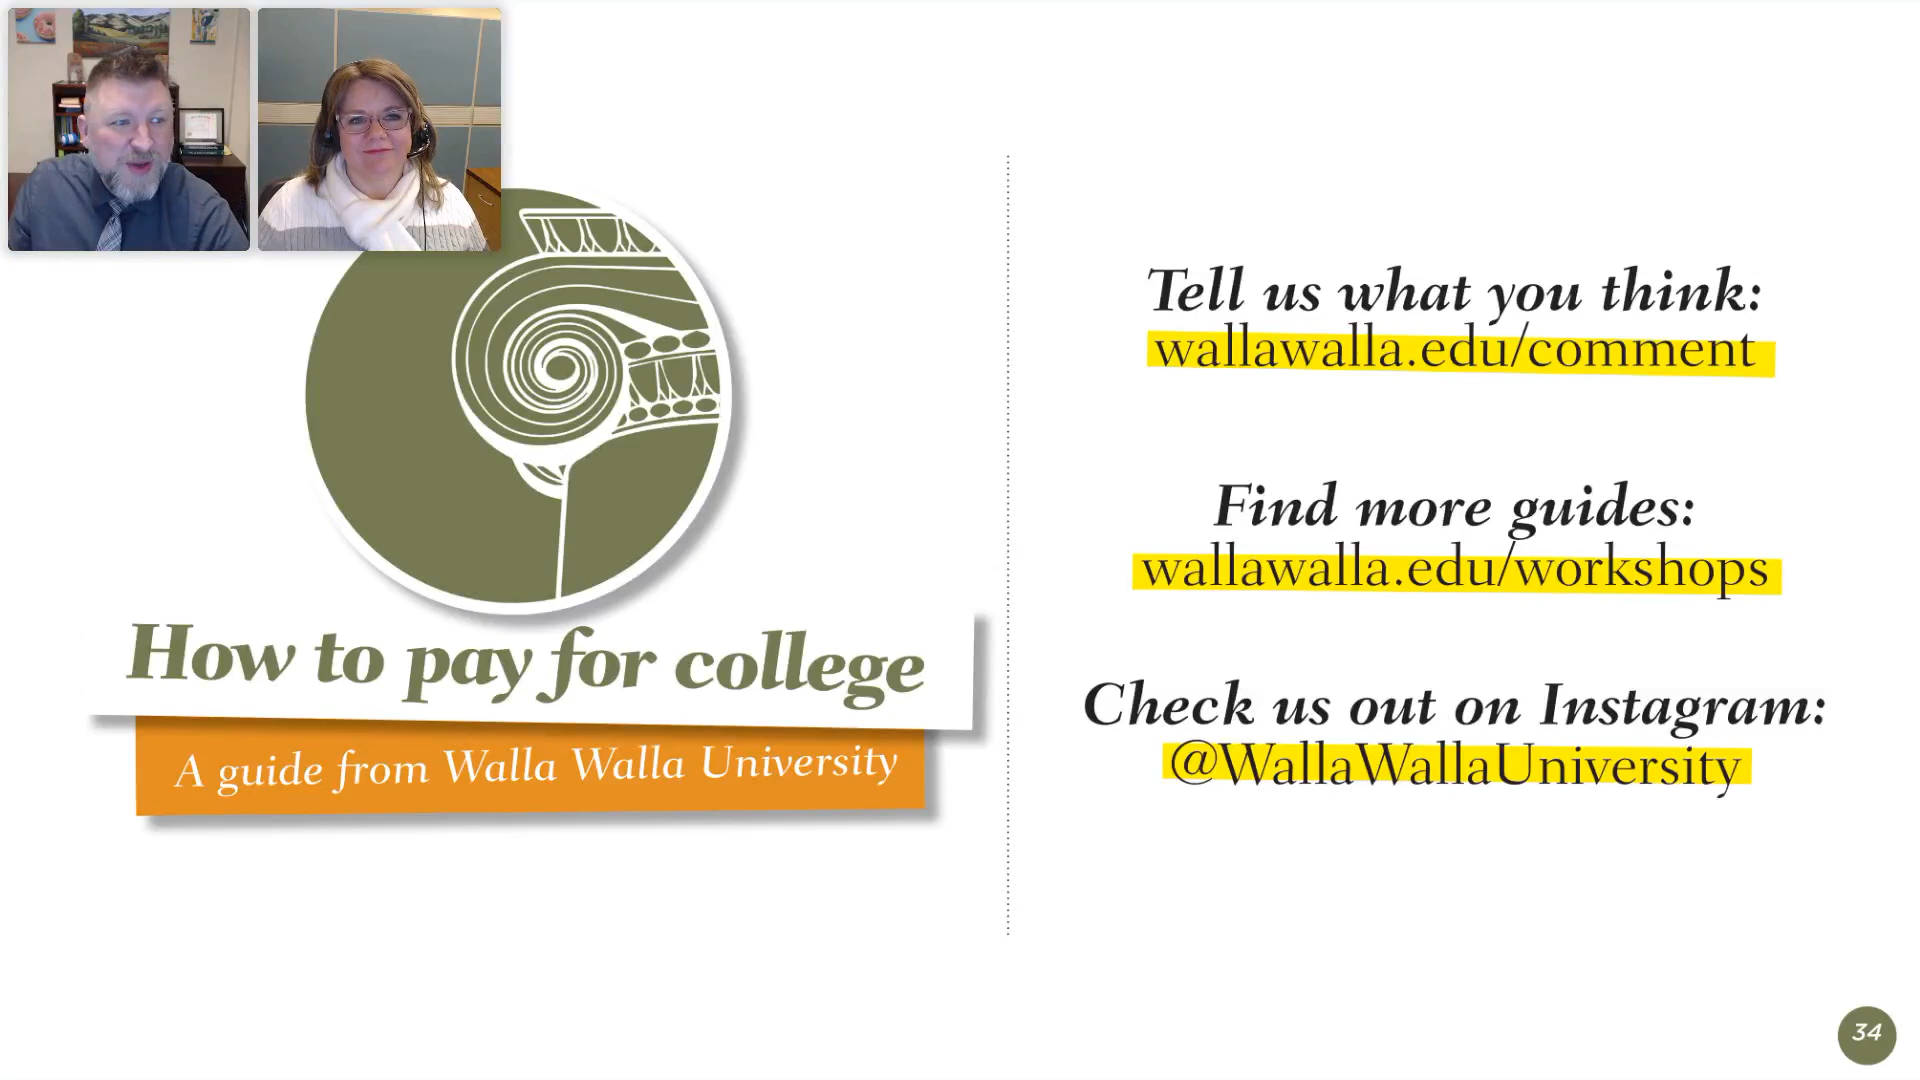 How to pay for college
A guide from Walla Walla University
Tell us what you think:
wallawalla.edu/comment
Find more guides:
wallawalla.edu/workshops
Check us out on Instagram:
@WallaWallaUniversity
34